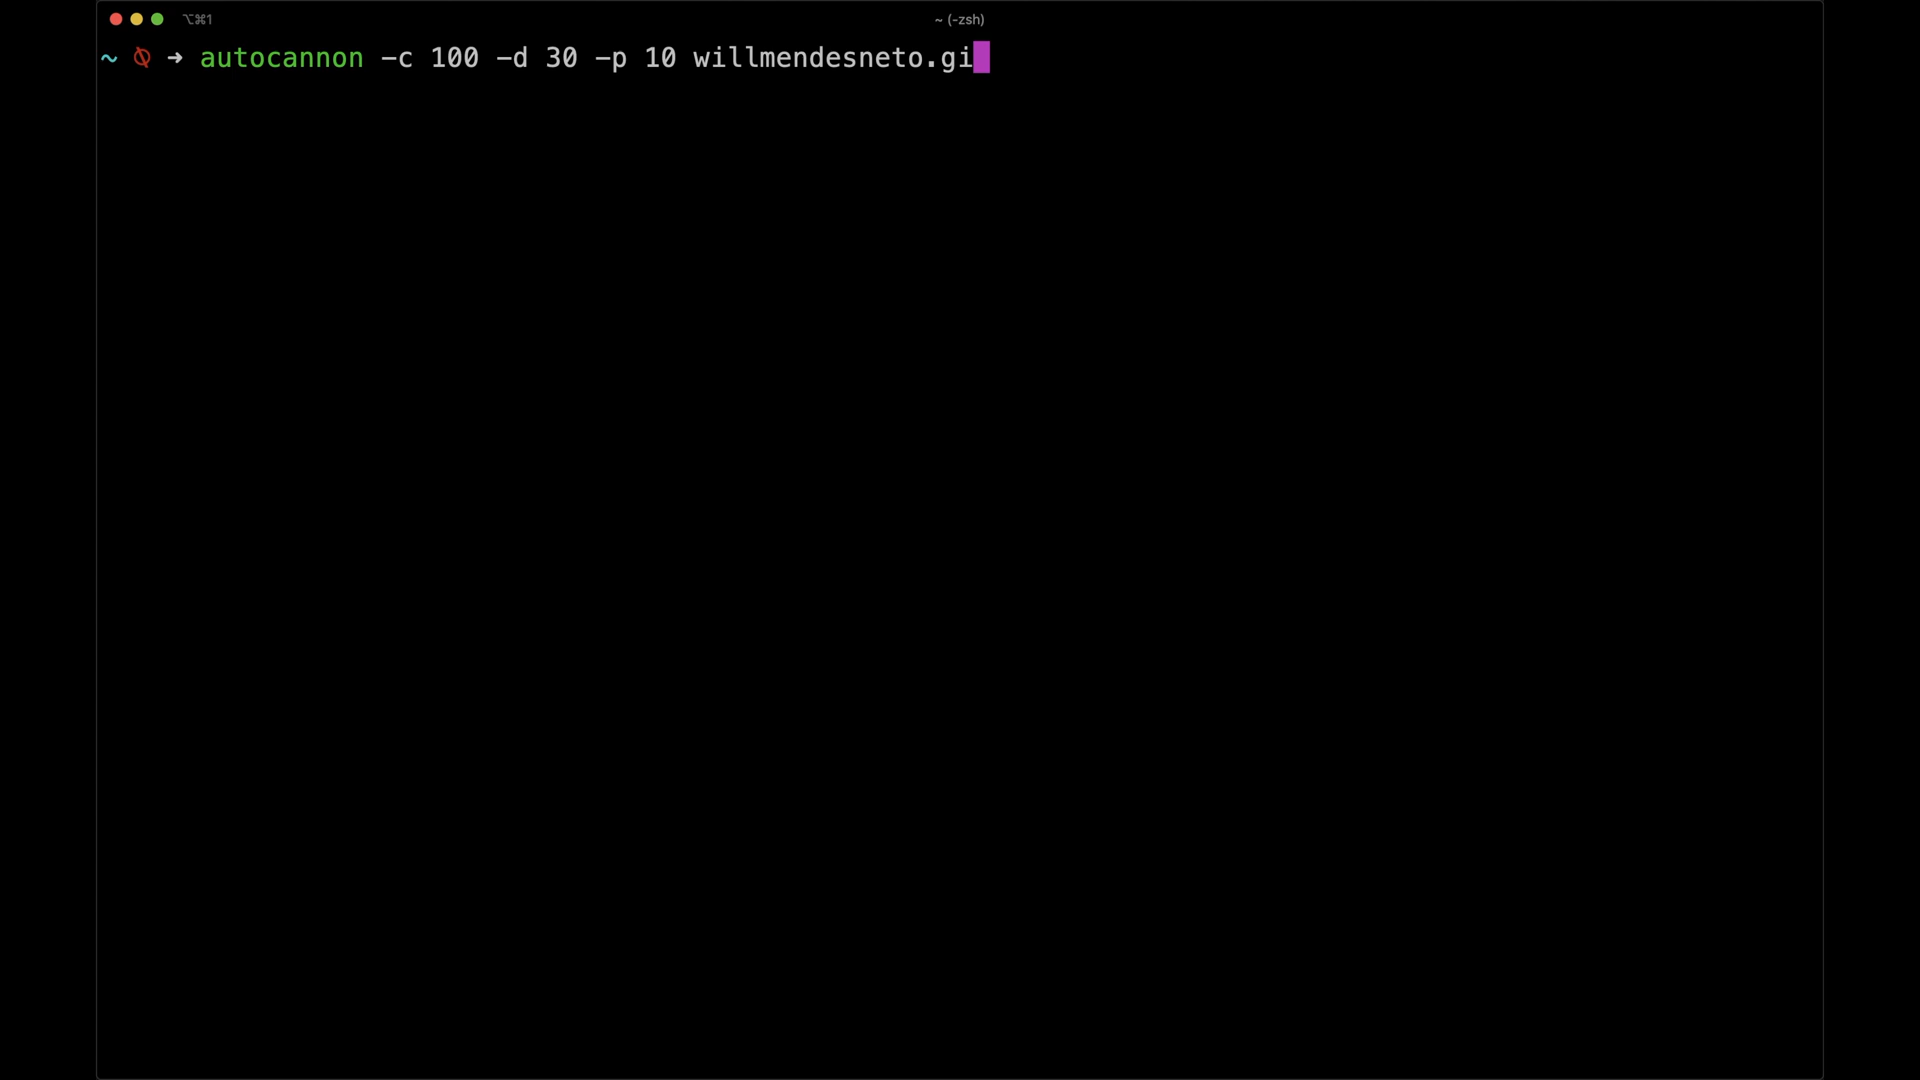 ⌥⌘1
~ (-zsh)
~ ➜ autocannon -c 100 -d 30 -p 10 willmendesneto.gi